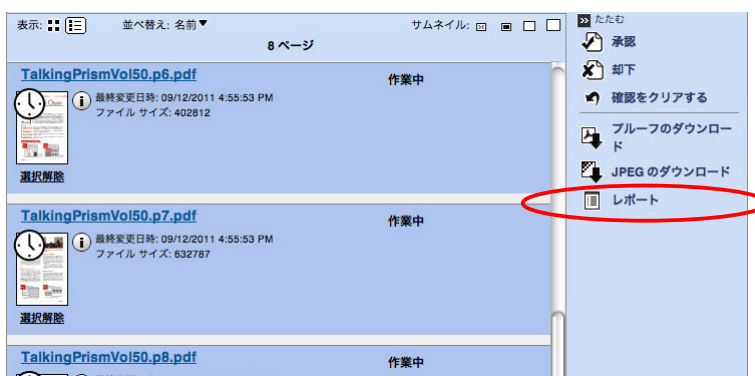 表示: 並べ替え: 名前▼ サムネイル:
8 ページ
TalkingPrismVol50.p6.pdf
作業中
最終変更日時: 09/12/2011 4:55:53 PM
ファイル サイズ: 402812
選択解除
TalkingPrismVol50.p7.pdf
作業中
最終変更日時: 09/12/2011 4:55:53 PM
ファイル サイズ: 632787
選択解除
TalkingPrismVol50.p8.pdf
作業中
たたむ
承認
却下
確認をクリアする
プルーフのダウンロー
ド
JPEG のダウンロード
レポート